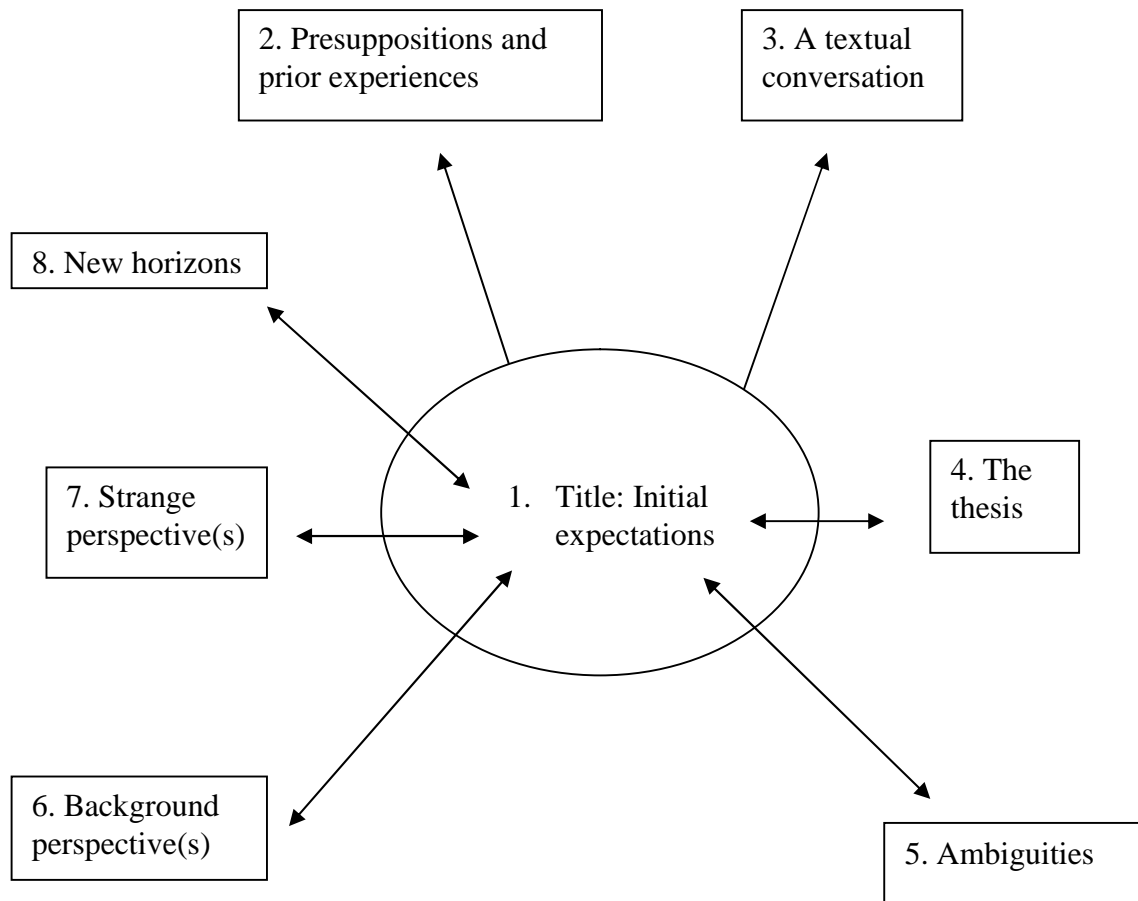 2. Presuppositions and
prior experiences
3. A textual
conversation
8. New horizons
7. Strange
perspective(s)
1. Title: Initial
expectations
4. The
thesis
6. Background
perspective(s)
5. Ambiguities